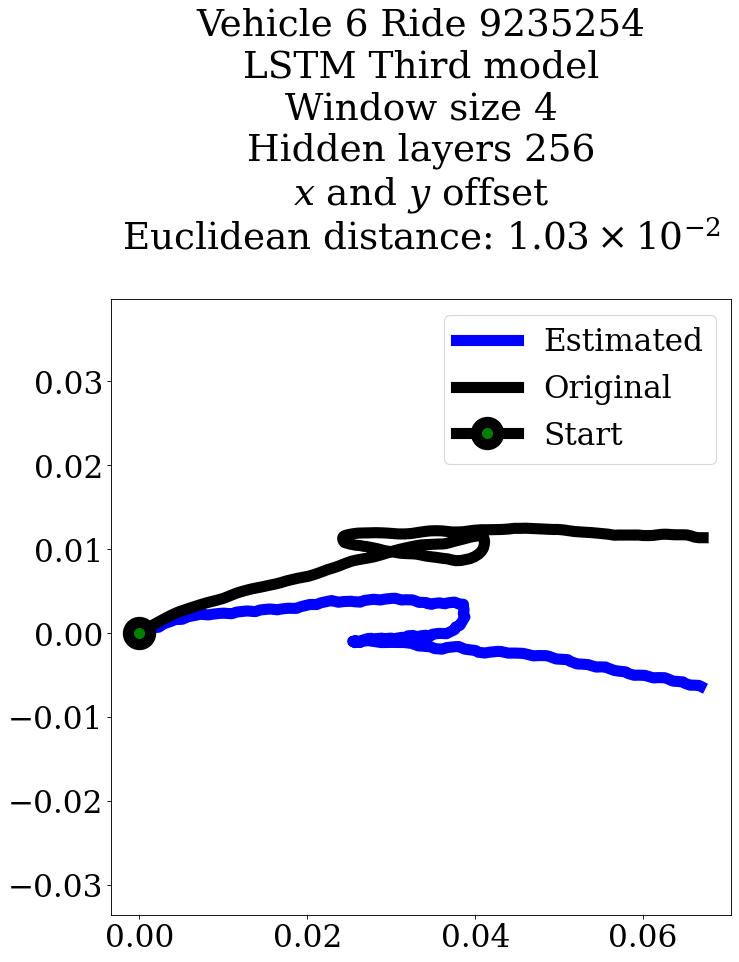 Vehicle 6 Ride 9235254
LSTM Third model
Window size 4
Hidden layers 256
x and y offset
Euclidean distance: 1.03 × 10⁻²
Estimated
Original
Start
0.03
0.02
0.01
0.00
−0.01
−0.02
−0.03
0.00 0.02 0.04 0.06